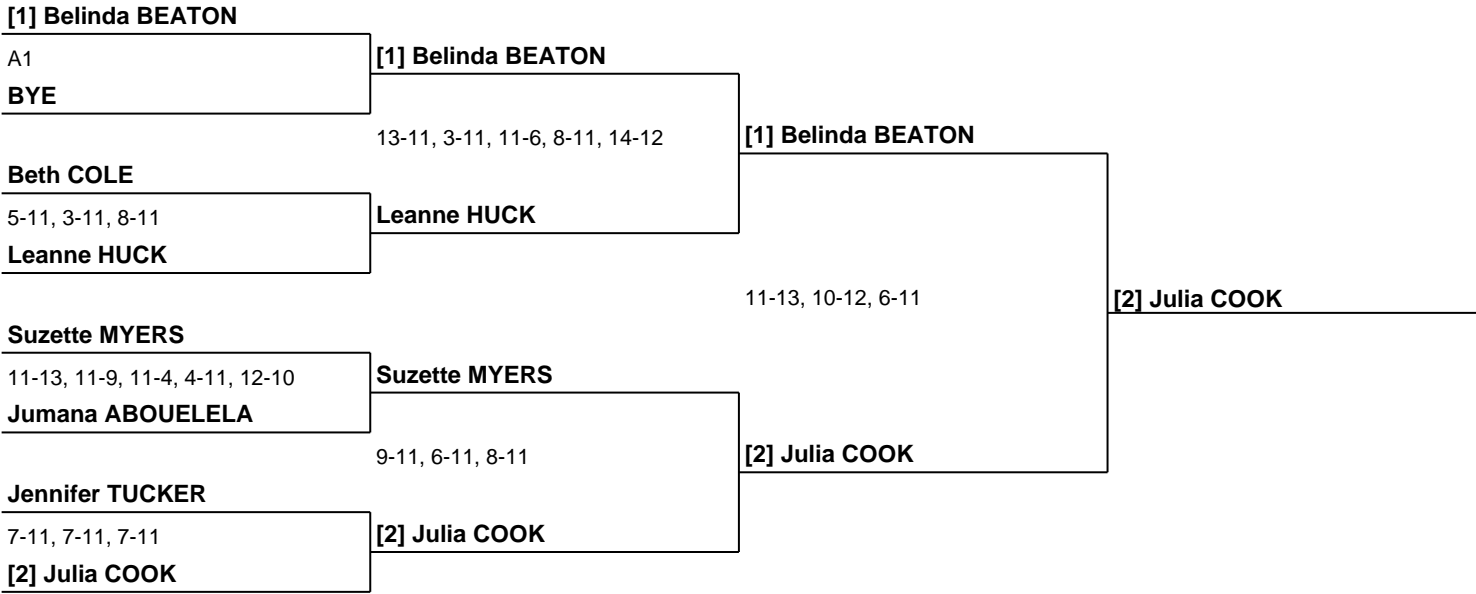 [1] Belinda BEATON
A1
BYE
[1] Belinda BEATON
13-11, 3-11, 11-6, 8-11, 14-12
[1] Belinda BEATON
Beth COLE
5-11, 3-11, 8-11
Leanne HUCK
Leanne HUCK
11-13, 10-12, 6-11
[2] Julia COOK
Suzette MYERS
11-13, 11-9, 11-4, 4-11, 12-10
Jumana ABOUELELA
Suzette MYERS
9-11, 6-11, 8-11
[2] Julia COOK
Jennifer TUCKER
7-11, 7-11, 7-11
[2] Julia COOK
[2] Julia COOK